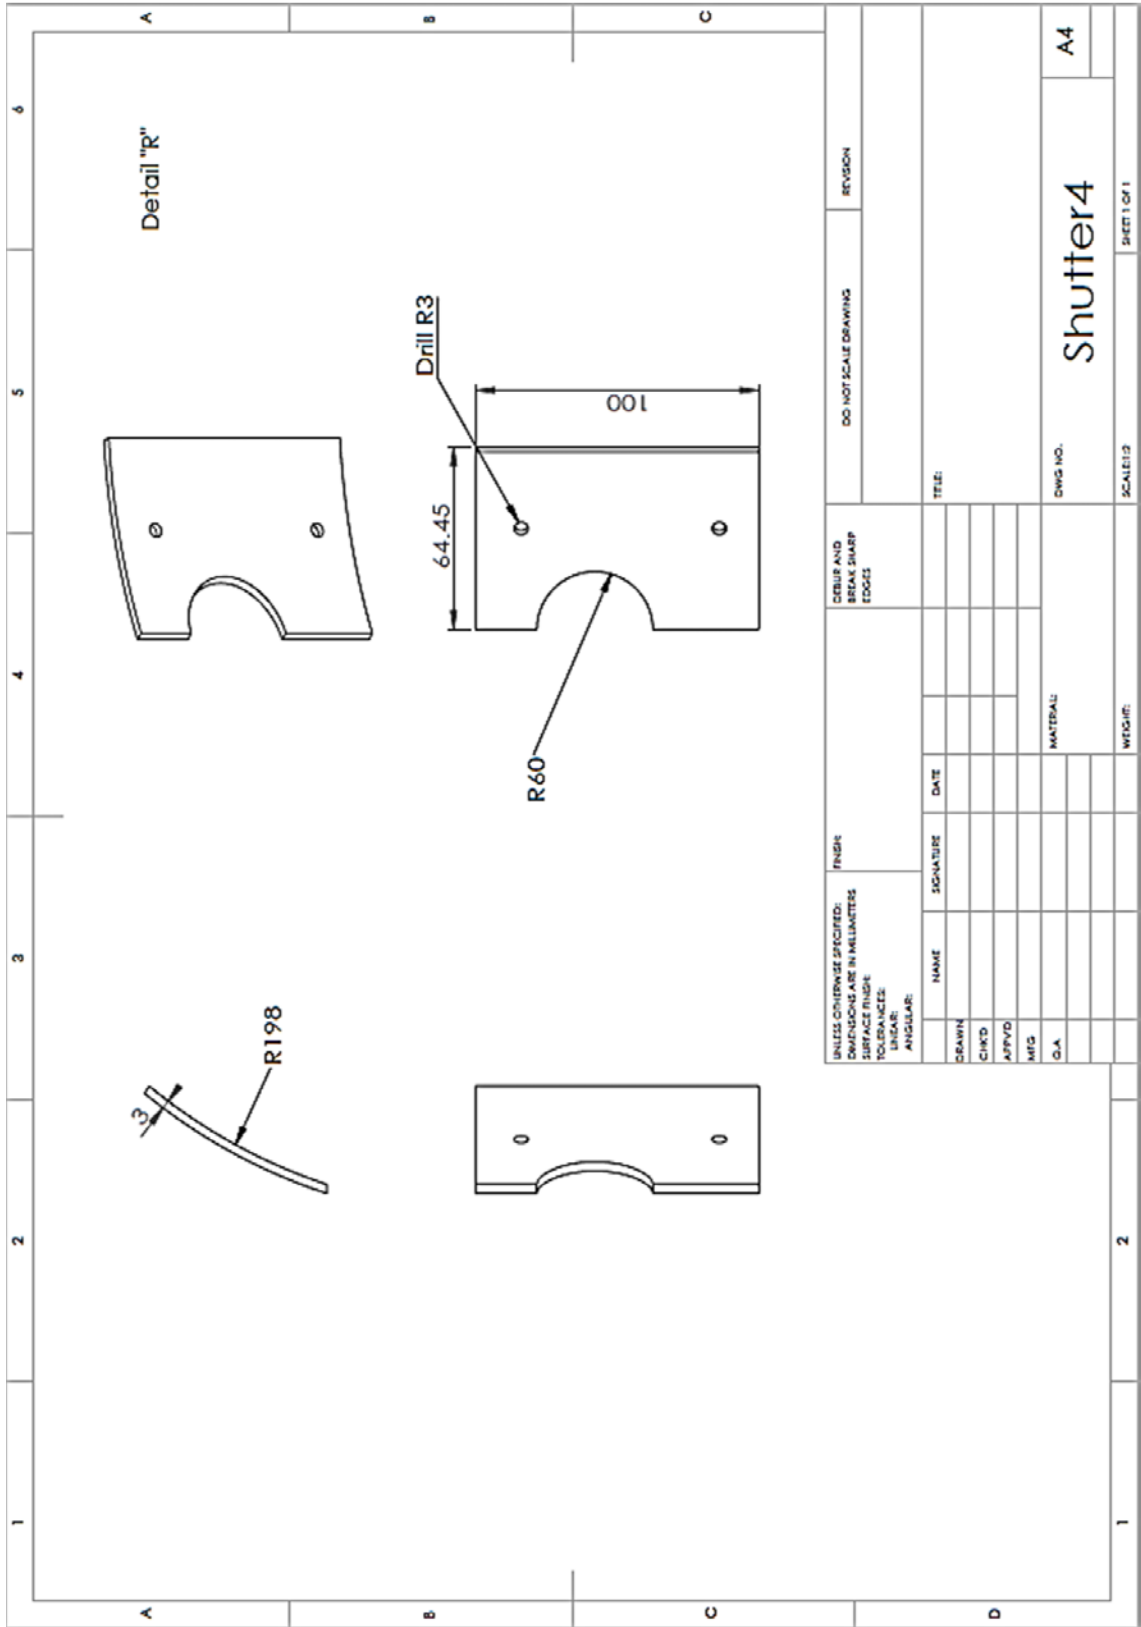 1
2
3
4
5
6
A
B
C
D
A
B
C
1
2
Detail "R"
3
R198
64.45
Drill R3
100
R60
UNLESS OTHERWISE SPECIFIED:
DIMENSIONS ARE IN MILLIMETERS
SURFACE FINISH:
TOLERANCES:
LINEAR:
ANGULAR:
FINISH:
DEBUR AND
BREAK SHARP
EDGES
DO NOT SCALE DRAWING
REVISION
NAME
SIGNATURE
DATE
DRAWN
CHK'D
APPV'D
MFG
Q.A
TITLE:
MATERIAL:
DWG NO.
Shutter4
A4
WEIGHT:
SCALE:1:2
SHEET 1 OF 1